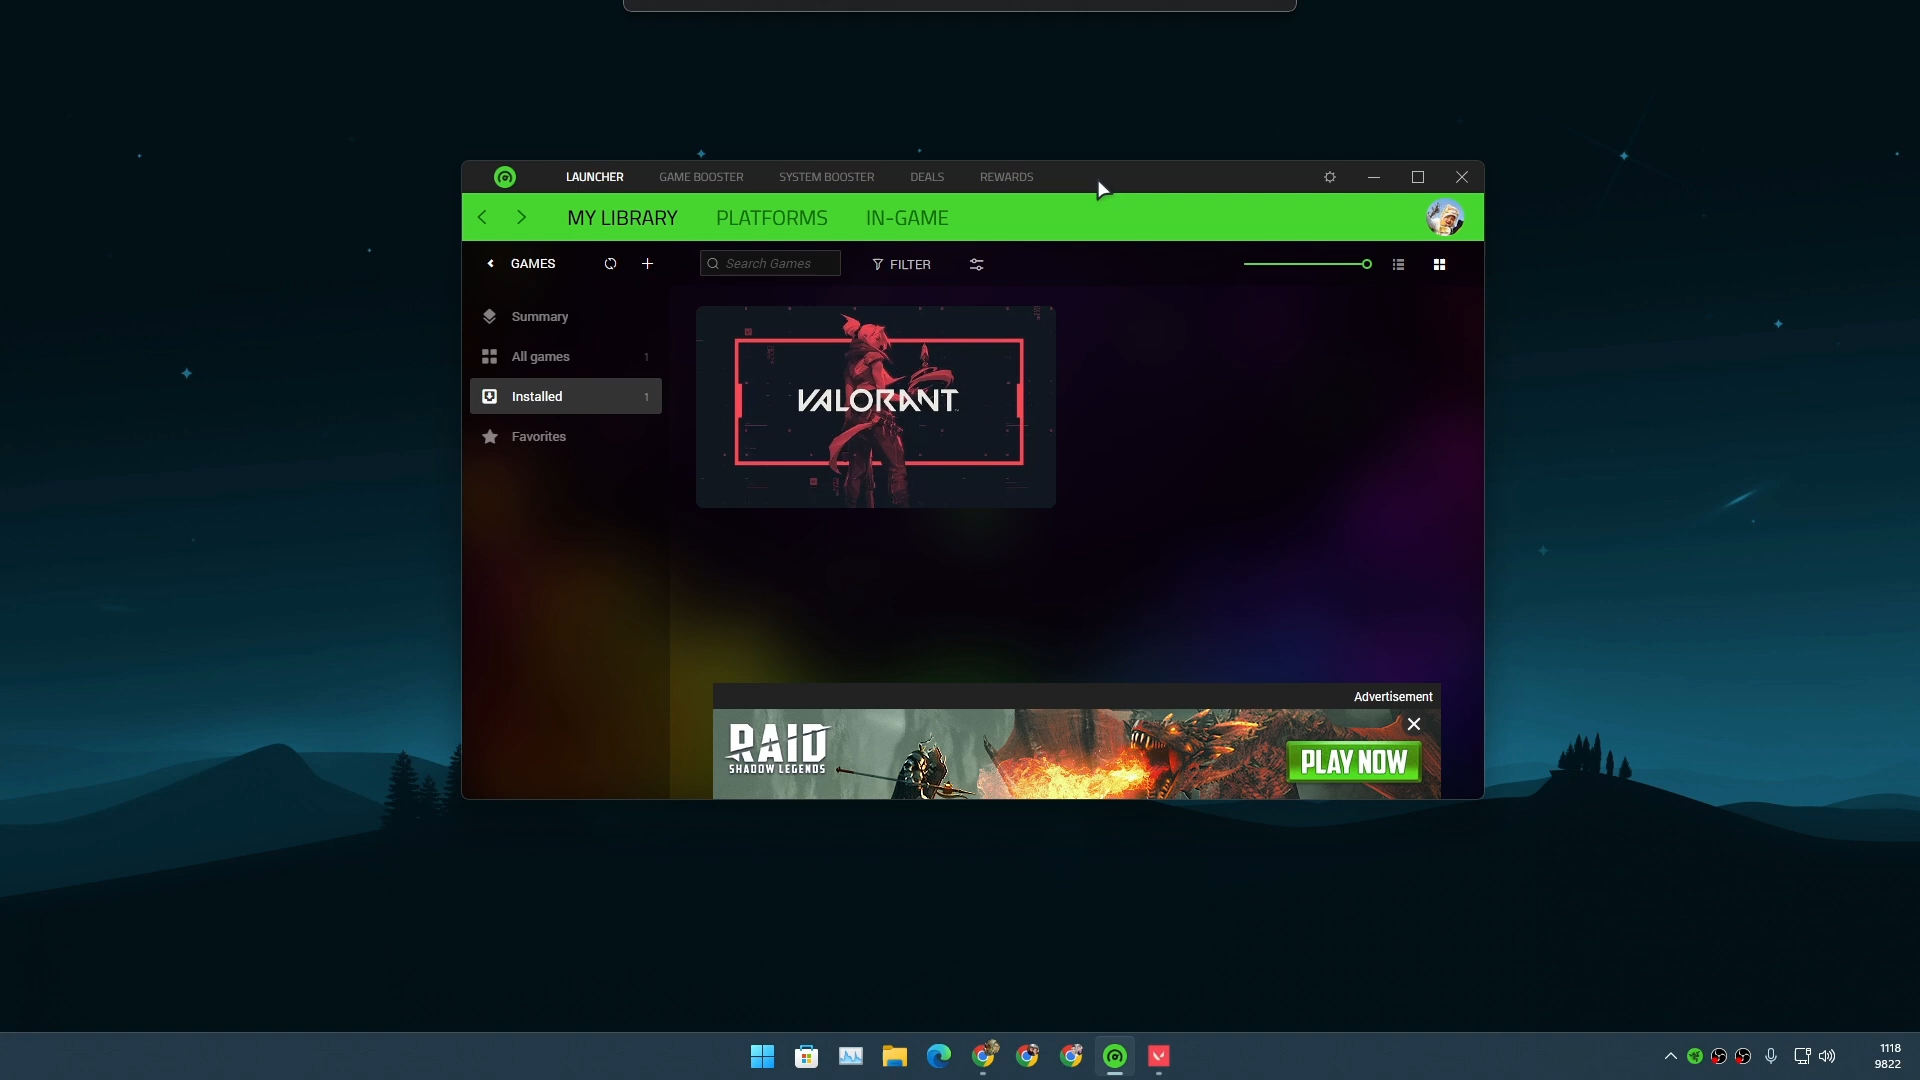 LAUNCHER GAME BOOSTER SYSTEM BOOSTER DEALS REWARDS
MY LIBRARY PLATFORMS IN-GAME
GAMES Search Games FILTER
Summary
All games 1
Installed 1
Favorites
VALORANT
Advertisement
RAID
SHADOW LEGENDS
PLAY NOW
1118
9822